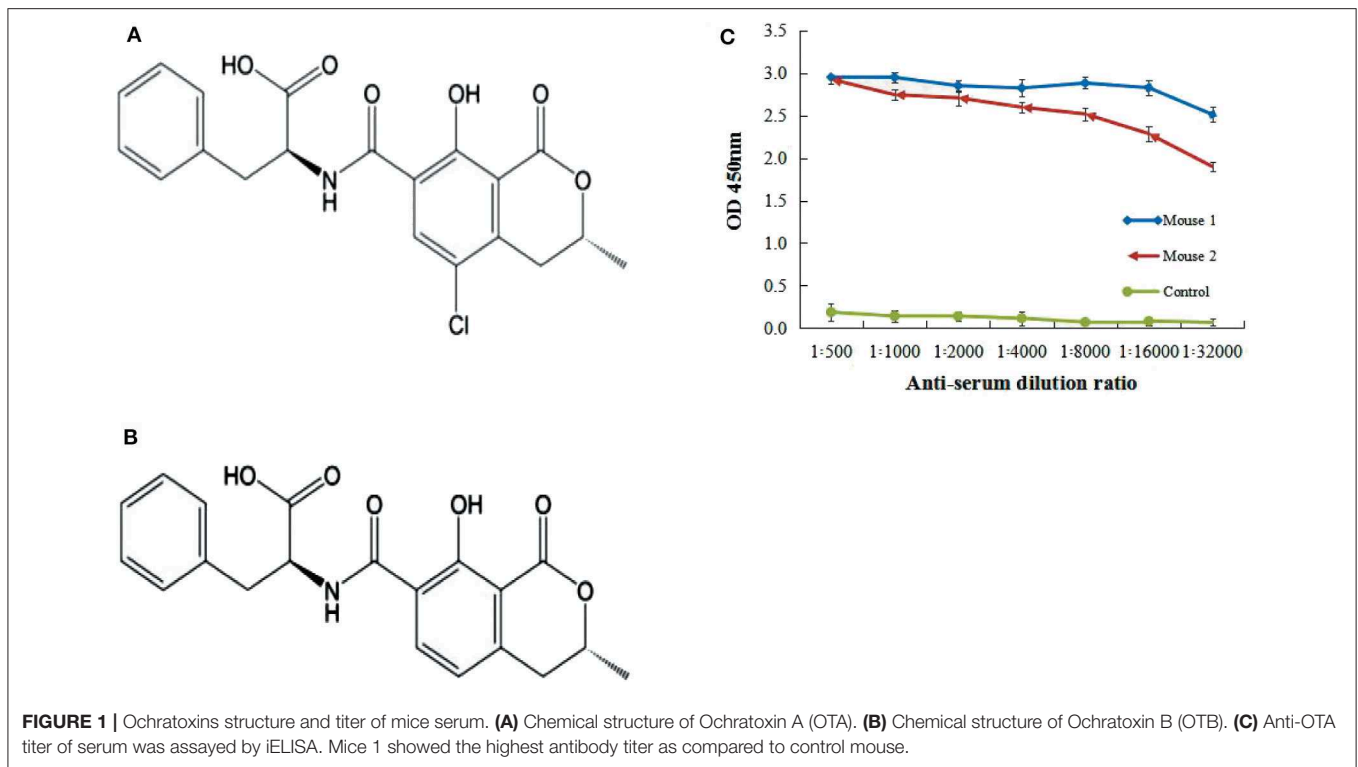 A
HO
O
O
OH
O
O
N
H
Cl
B
HO
O
O
OH
O
O
N
H
C
3.5
3.0
2.5
2.0
1.5
1.0
0.5
0.0
OD 450nm
Mouse 1
Mouse 2
Control
1:500 1:1000 1:2000 1:4000 1:8000 1:16000 1:32000
Anti-serum dilution ratio
FIGURE 1 | Ochratoxins structure and titer of mice serum. (A) Chemical structure of Ochratoxin A (OTA). (B) Chemical structure of Ochratoxin B (OTB). (C) Anti-OTA
titer of serum was assayed by iELISA. Mice 1 showed the highest antibody titer as compared to control mouse.